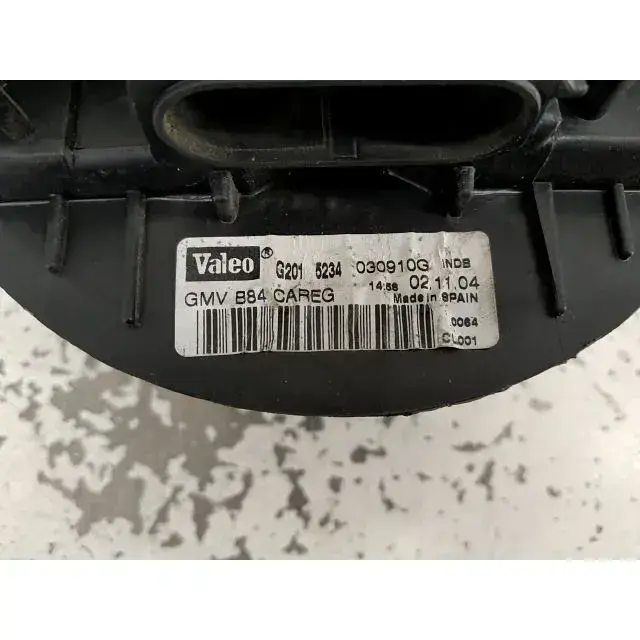 Valeo® G201 5234 030910G INDB
14:58 02.11.04
GMV B84 CAREG Made in SPAIN
0064
CL001